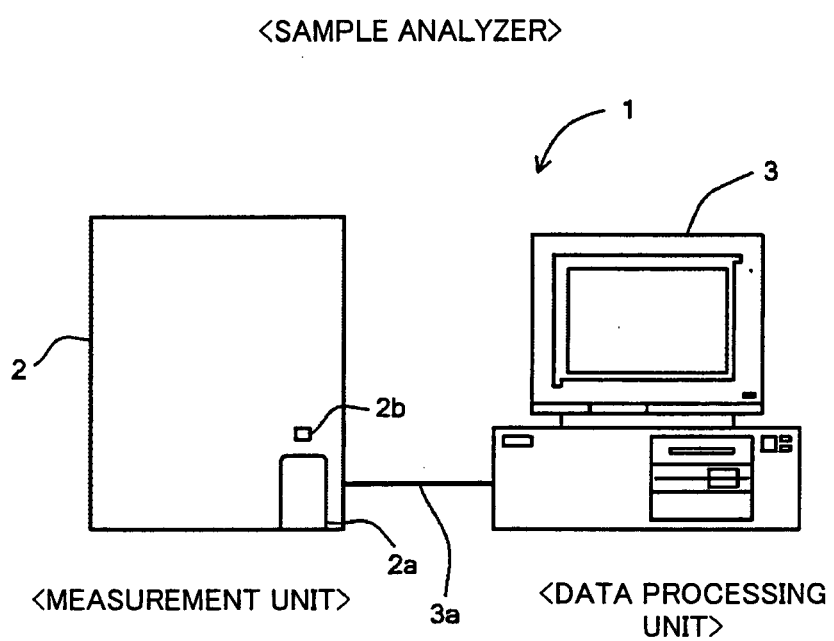 <SAMPLE ANALYZER>
1
3
2
2b
2a
3a
<MEASUREMENT UNIT>
<DATA PROCESSING
UNIT>